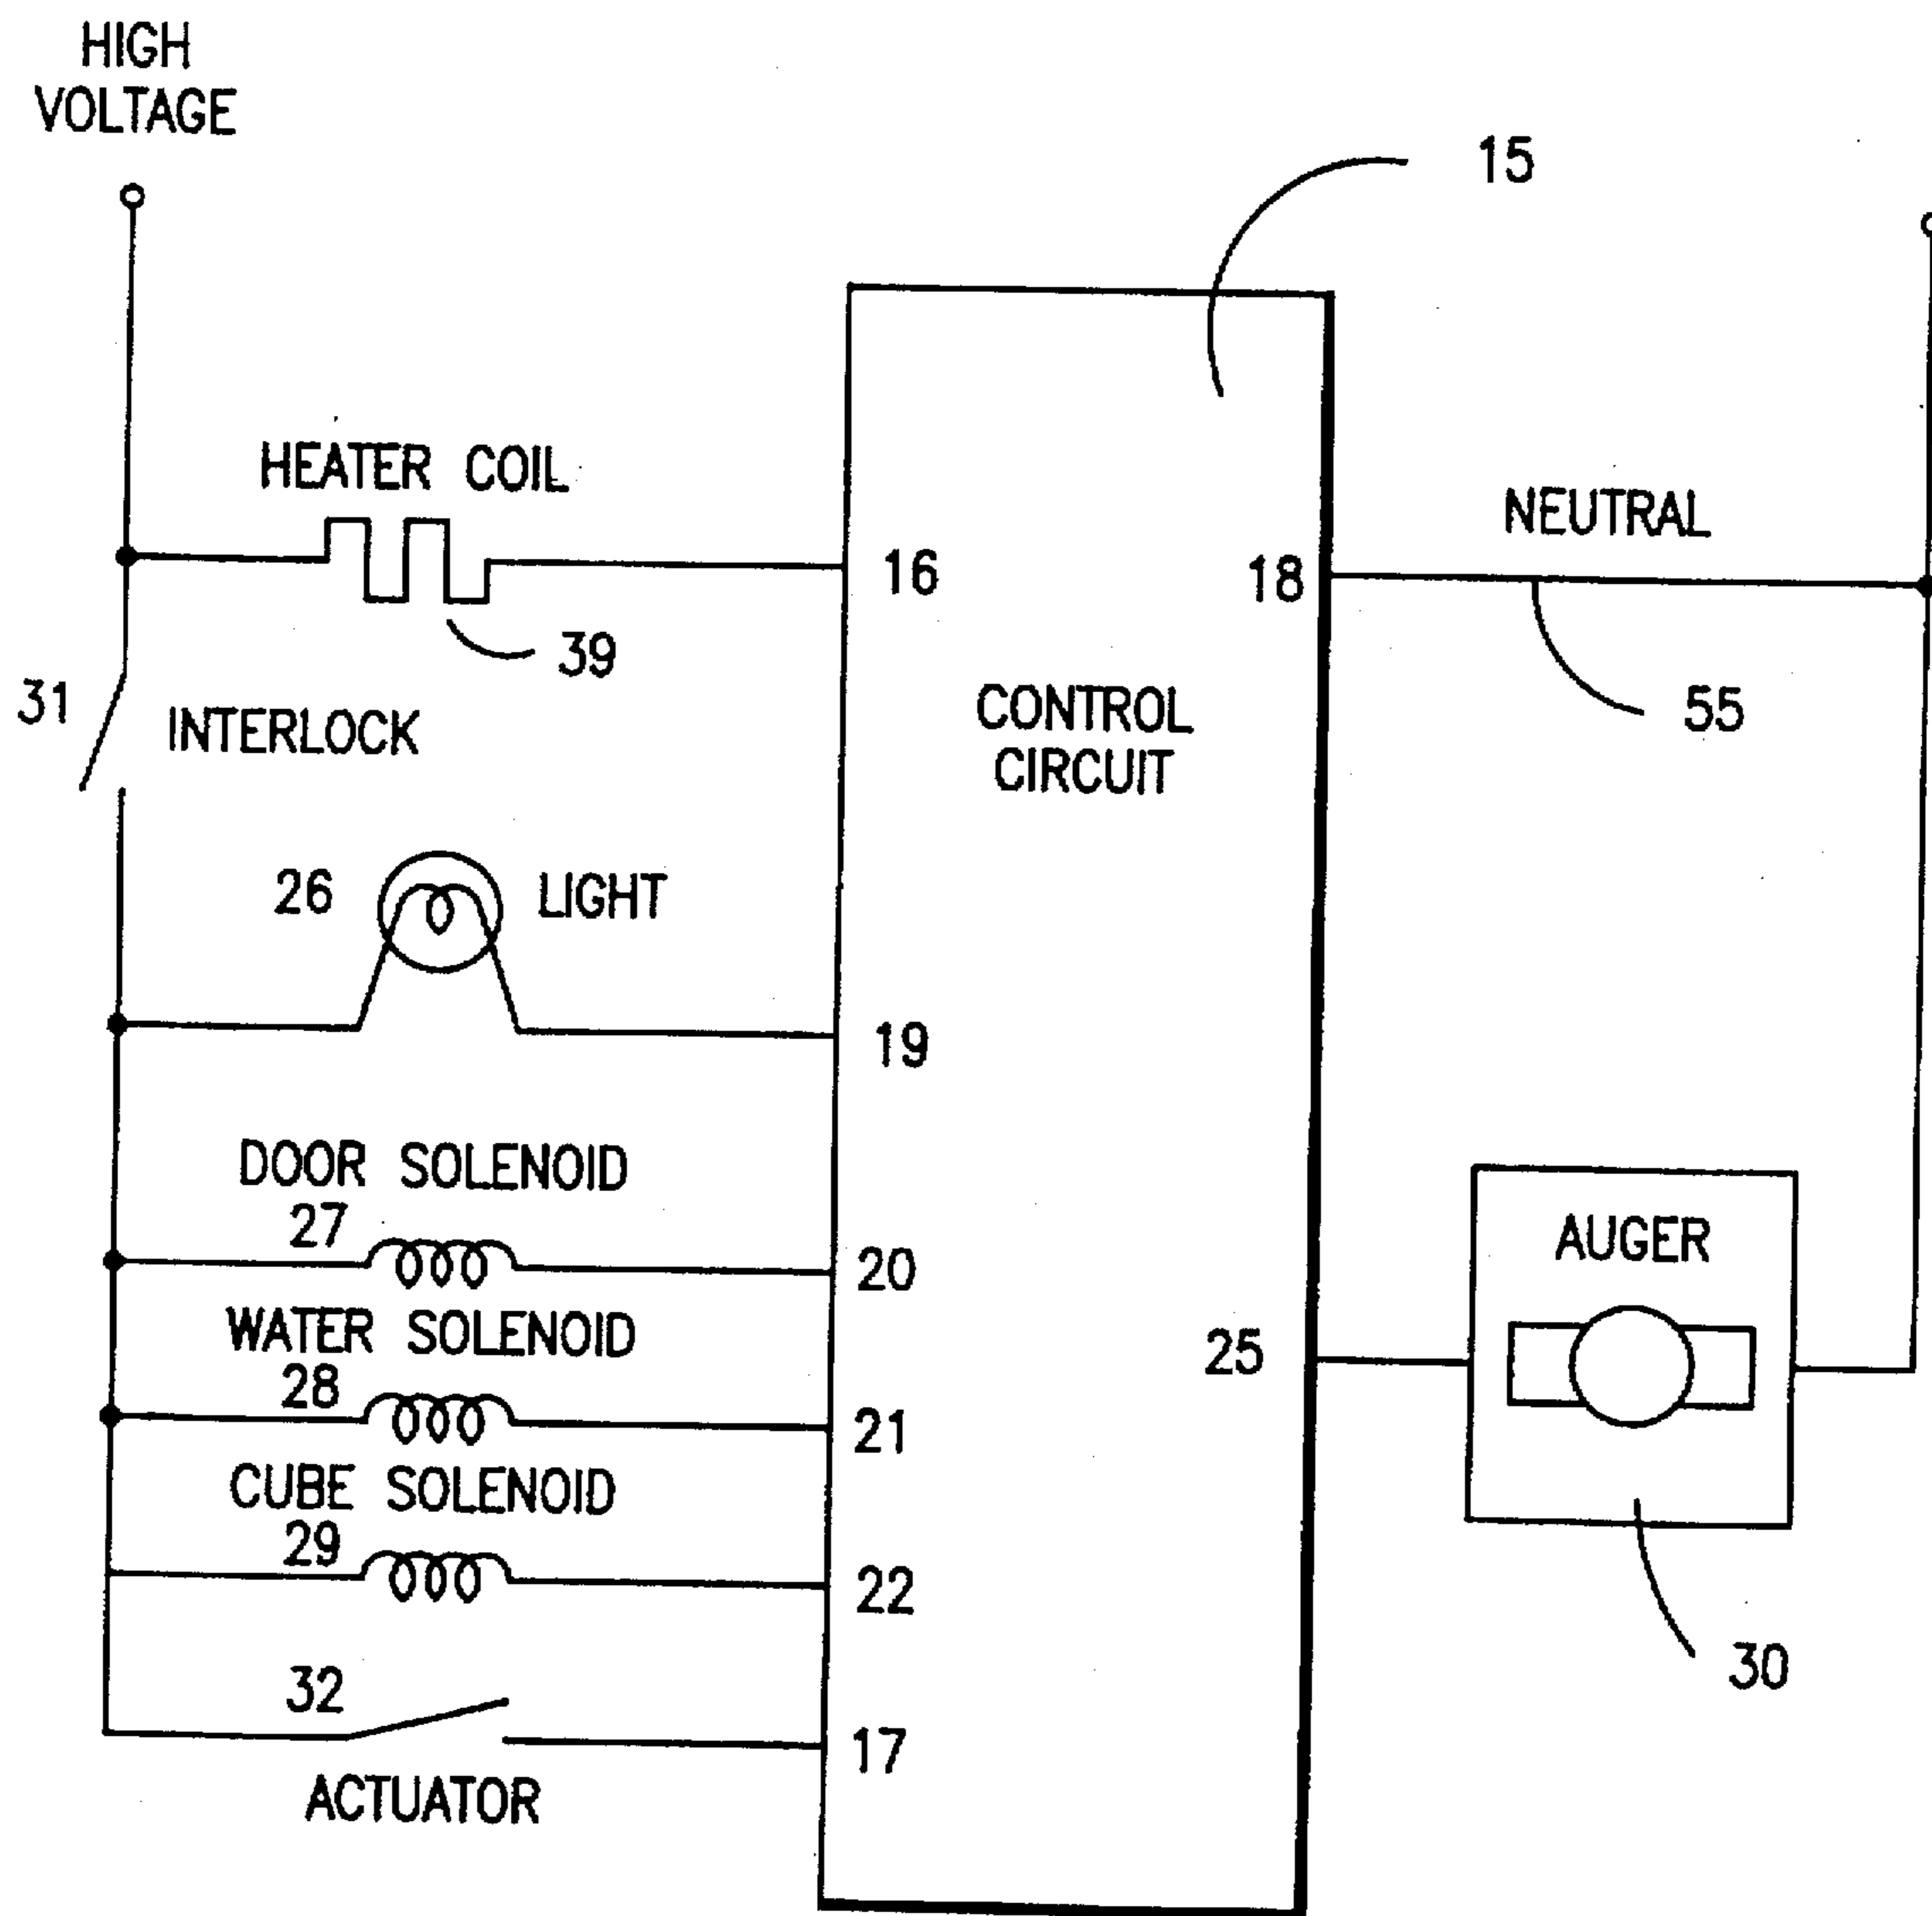 HIGH
VOLTAGE
15
HEATER COIL
NEUTRAL
16
18
39
31
INTERLOCK
CONTROL
CIRCUIT
55
26
LIGHT
19
DOOR SOLENOID
27
20
AUGER
WATER SOLENOID
28
21
25
CUBE SOLENOID
29
22
30
32
17
ACTUATOR